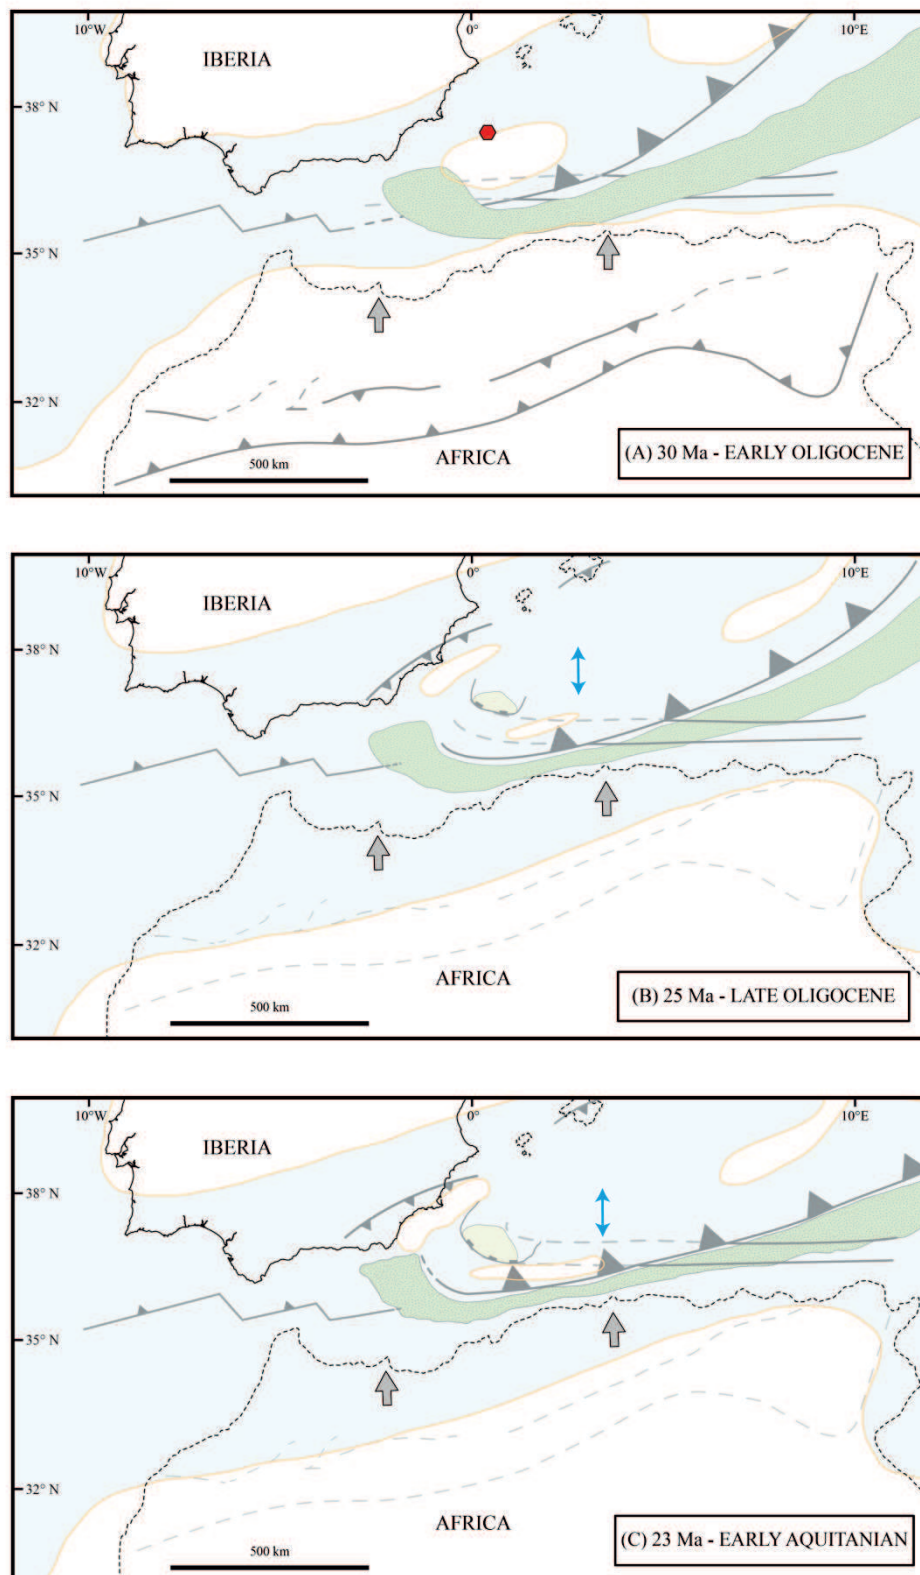 10°W 0° 10°E
IBERIA
38° N
35° N
32° N
AFRICA
500 km
(A) 30 Ma - EARLY OLIGOCENE
10°W 0° 10°E
IBERIA
38° N
35° N
32° N
AFRICA
500 km
(B) 25 Ma - LATE OLIGOCENE
10°W 0° 10°E
IBERIA
38° N
35° N
32° N
AFRICA
500 km
(C) 23 Ma - EARLY AQUITANIAN